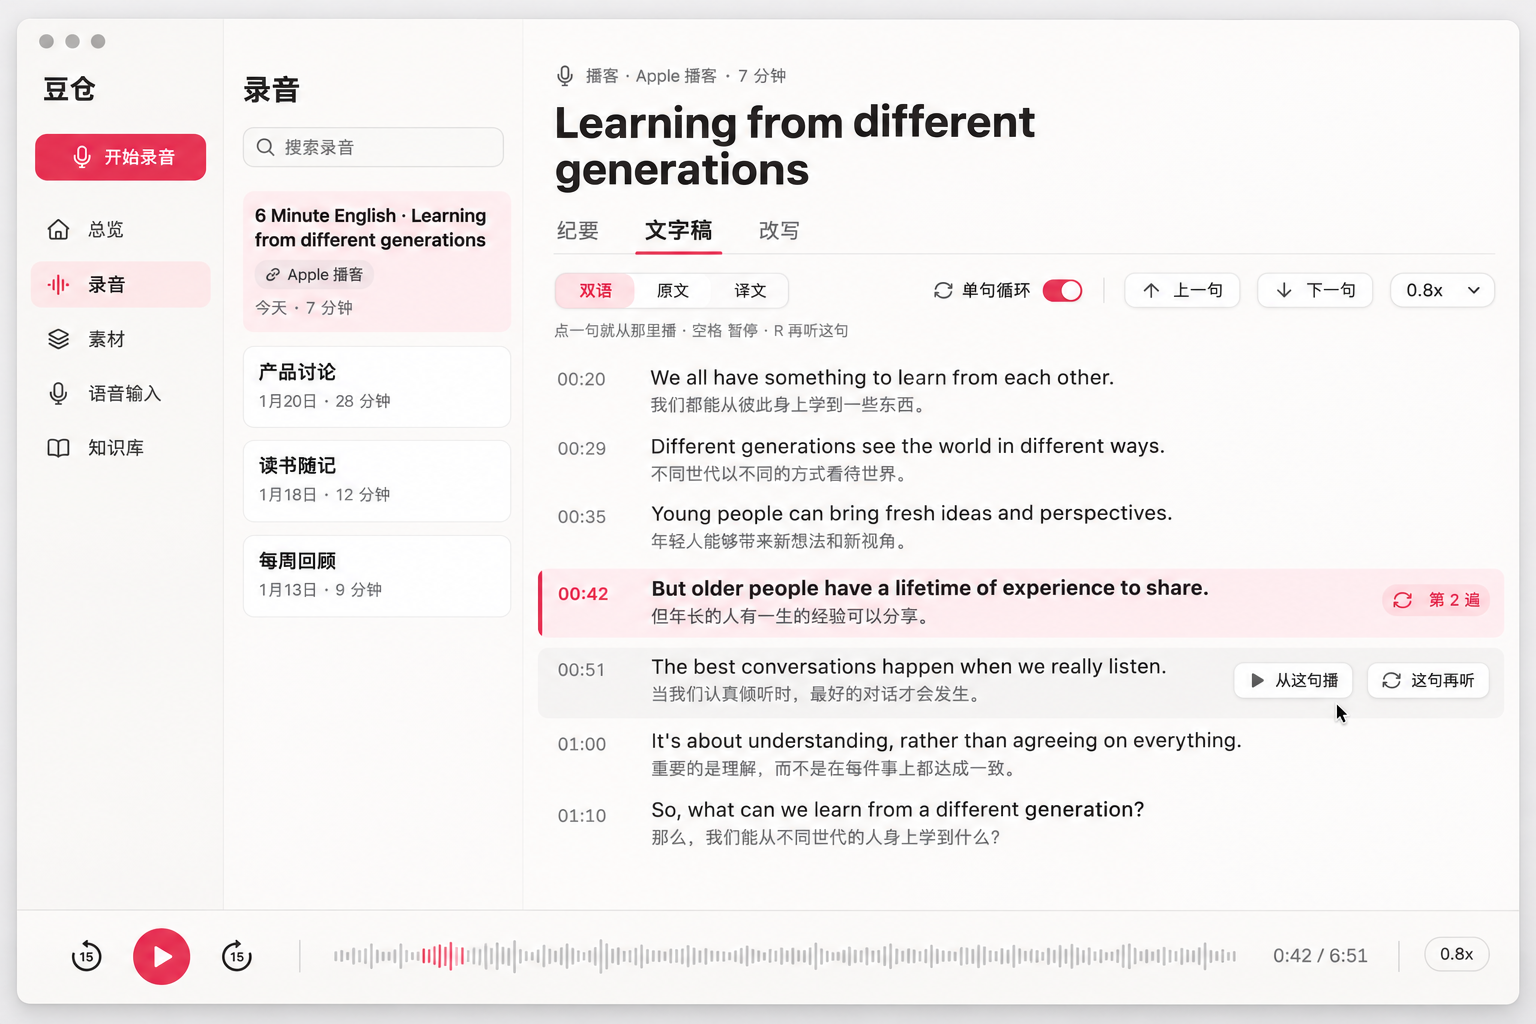 豆仓
开始录音
总览
录音
素材
语音输入
知识库
录音
搜索录音
6 Minute English · Learning
from different generations
Apple 播客
今天 · 7 分钟
产品讨论
1月20日 · 28 分钟
读书随记
1月18日 · 12 分钟
每周回顾
1月13日 · 9 分钟
播客 · Apple 播客 · 7 分钟
Learning from different
generations
纪要 文字稿 改写
双语 原文 译文 单句循环 上一句 下一句 0.8x
点一句就从那里播 · 空格 暂停 · R 再听这句
00:20 We all have something to learn from each other.
我们都能从彼此身上学到一些东西。
00:29 Different generations see the world in different ways.
不同世代以不同的方式看待世界。
00:35 Young people can bring fresh ideas and perspectives.
年轻人能够带来新想法和新视角。
00:42 But older people have a lifetime of experience to share.
但年长的人有一生的经验可以分享。
第 2 遍
00:51 The best conversations happen when we really listen.
当我们认真倾听时，最好的对话才会发生。
从这句播 这句再听
01:00 It's about understanding, rather than agreeing on everything.
重要的是理解，而不是在每件事上都达成一致。
01:10 So, what can we learn from a different generation?
那么，我们能从不同世代的人身上学到什么？
15 15 0:42 / 6:51 0.8x